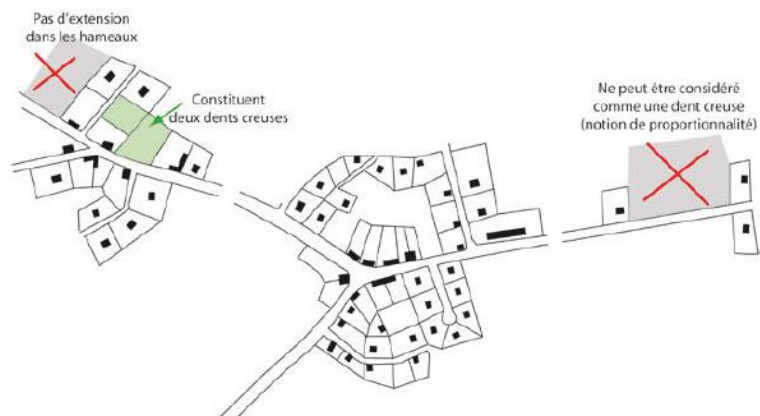 Pas d'extension
dans les hameaux
Constituent
deux dents creuses
Ne peut être considéré
comme une dent creuse
(notion de proportionnalité)